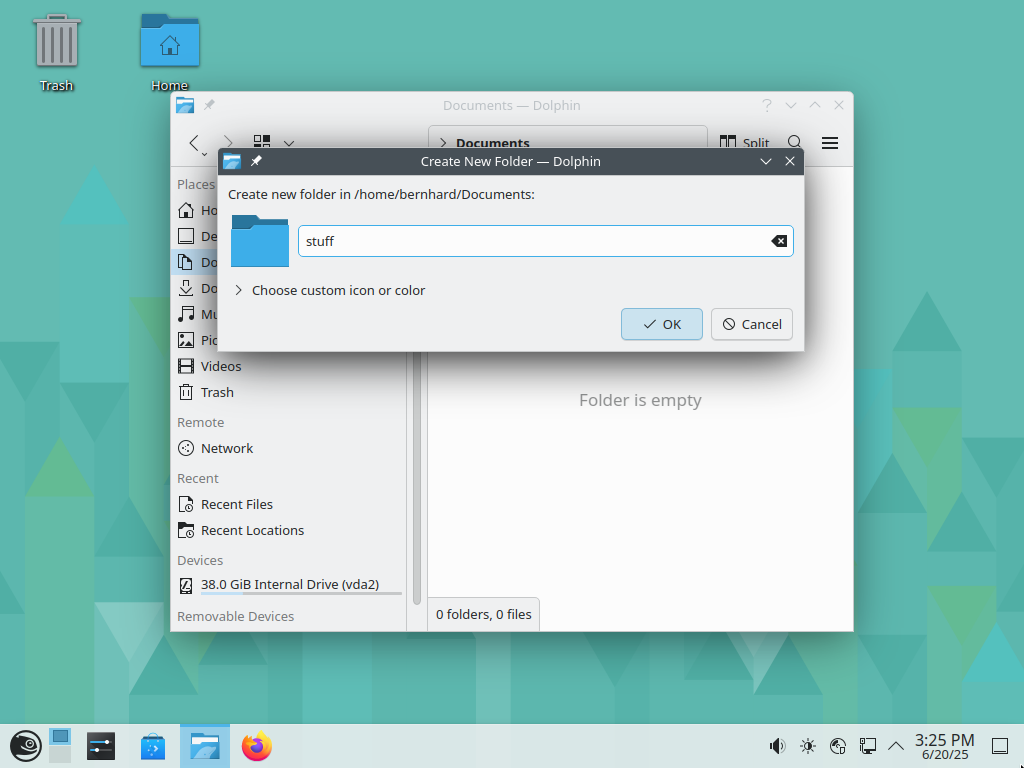 Trash
Home
Documents — Dolphin
Documents
Split
Create New Folder — Dolphin
Create new folder in /home/bernhard/Documents:
stuff
Choose custom icon or color
OK
Cancel
Places
Ho
De
Do
Do
Mu
Pic
Videos
Trash
Remote
Network
Recent
Recent Files
Recent Locations
Devices
38.0 GiB Internal Drive (vda2)
Removable Devices
Folder is empty
0 folders, 0 files
3:25 PM
6/20/25